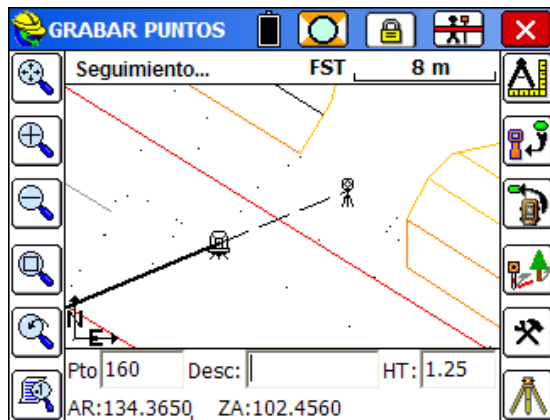 GRABAR PUNTOS
Seguimiento... FST 8 m
N
E
Pto 160 Desc: HT: 1.25
AR:134.3650 ZA:102.4560